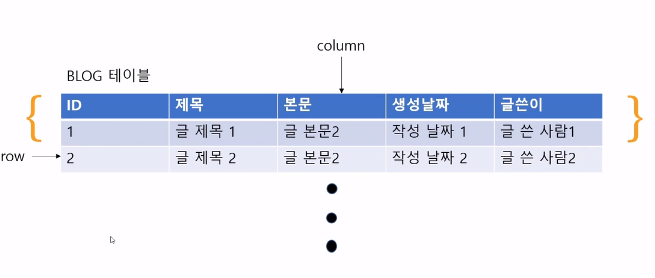 column
BLOG 테이블
ID 제목 본문 생성날짜 글쓴이
1 글 제목 1 글 본문2 작성 날짜 1 글 쓴 사람1
row
2 글 제목 2 글 본문2 작성 날짜 2 글 쓴 사람2